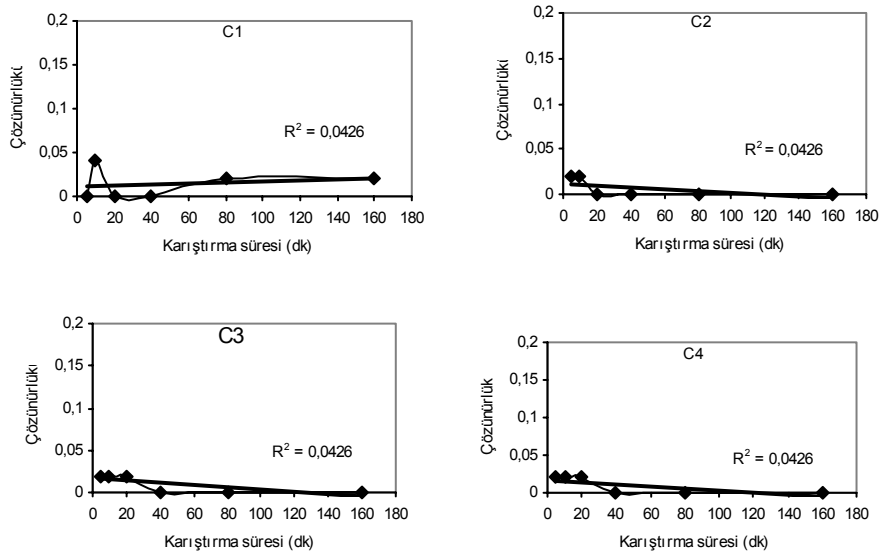 C1
Çözünürlükı
0,2
0,15
0,1
0,05
0
R² = 0,0426
0 20 40 60 80 100 120 140 160 180
Karıştırma süresi (dk)
C2
Çözünürlükı
0,2
0,15
0,1
0,05
0
R² = 0,0426
0 20 40 60 80 100 120 140 160 180
Karıştırma süresi (dk)
C3
Çözünürlükı
0,2
0,15
0,1
0,05
0
R² = 0,0426
0 20 40 60 80 100 120 140 160 180
Karıştırma süresi (dk)
C4
Çözünürlük
0,2
0,15
0,1
0,05
0
R² = 0,0426
0 20 40 60 80 100 120 140 160 180
Karıştırma süresi (dk)